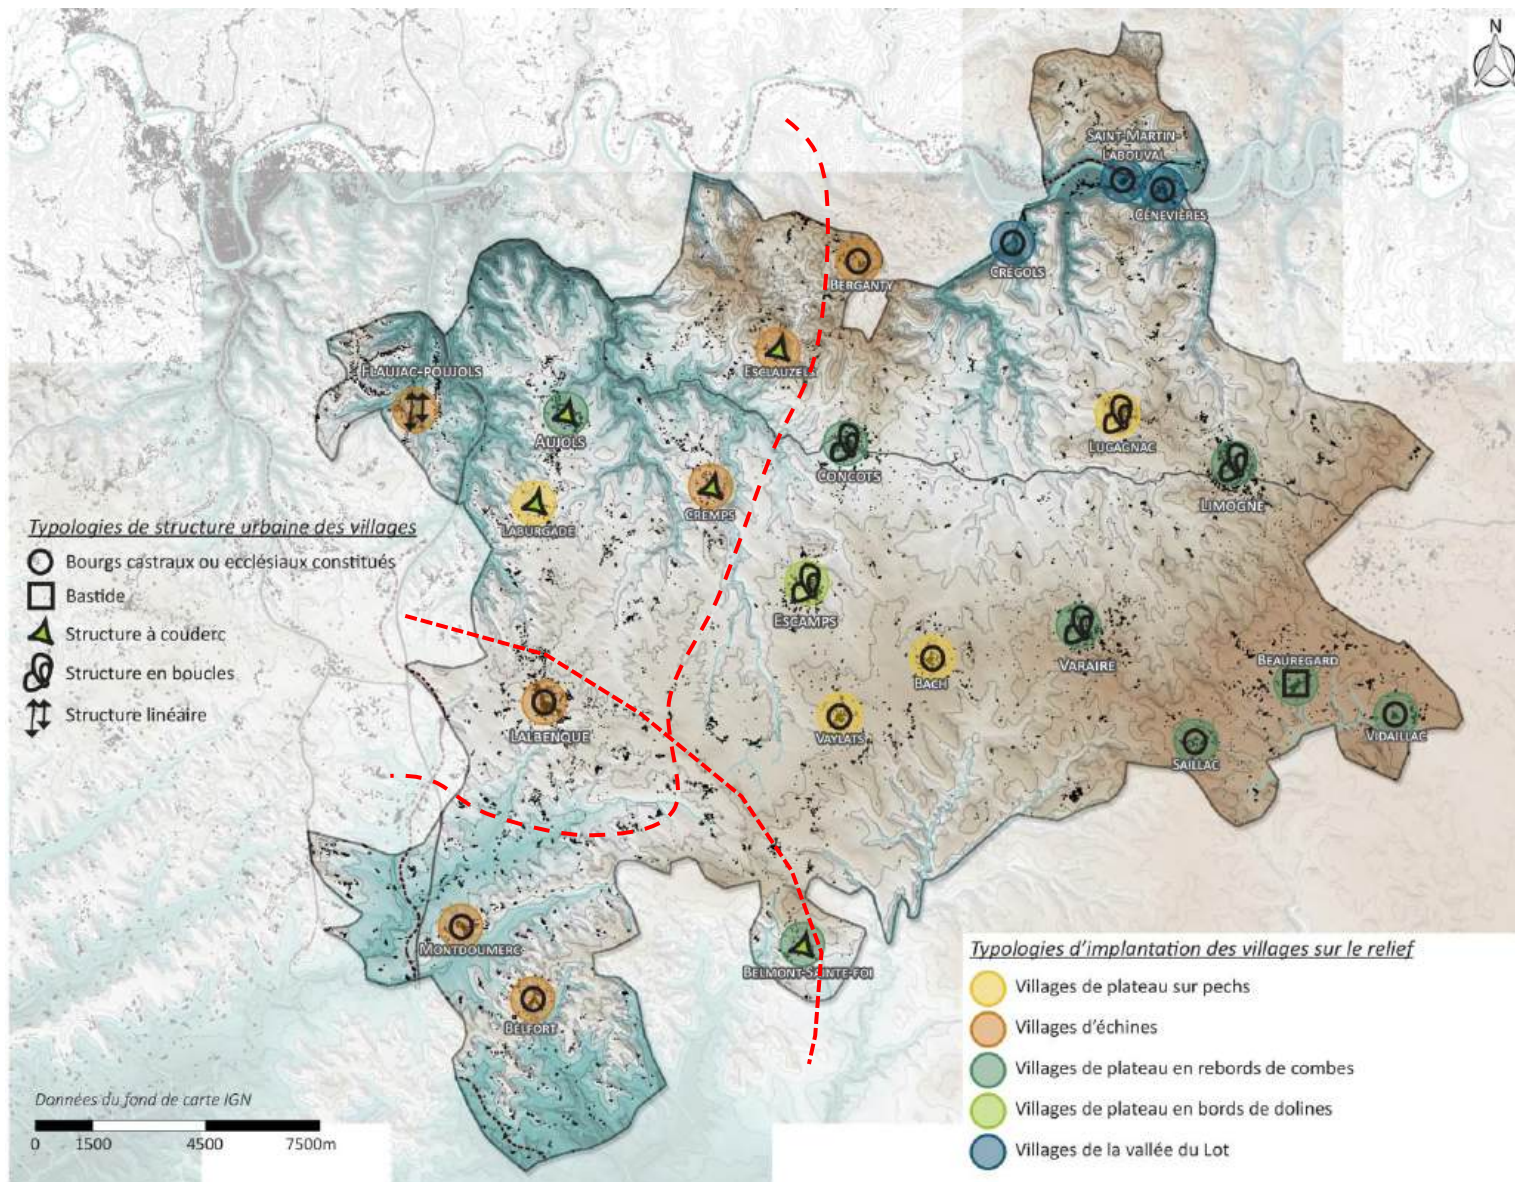 N
SAINT-MARTIN-
LABOUVAL
CÉNEVIÈRES
CRÉGOLS
BERGANTY
ESCLAUZELS
FLAUJAC-POUJOLS
AUJOLS
CONCOTS
LUGAGNAC
LIMOGNE
CREMPS
LABURGADE
Typologies de structure urbaine des villages
Bourgs castraux ou ecclésiaux constitués
Bastide
Structure à couderc
Structure en boucles
Structure linéaire
ESCAMPS
VARAIRE
BACH
BEAUREGARD
LALBENQUE
VAYLATS
VIDAILLAC
SAILLAC
MONTDOUMERC
BELMONT-SAINTE-FOI
BELFORT
Typologies d'implantation des villages sur le relief
Villages de plateau sur pechs
Villages d'échines
Villages de plateau en rebords de combes
Villages de plateau en bords de dolines
Villages de la vallée du Lot
Données du fond de carte IGN
0 1500 4500 7500m